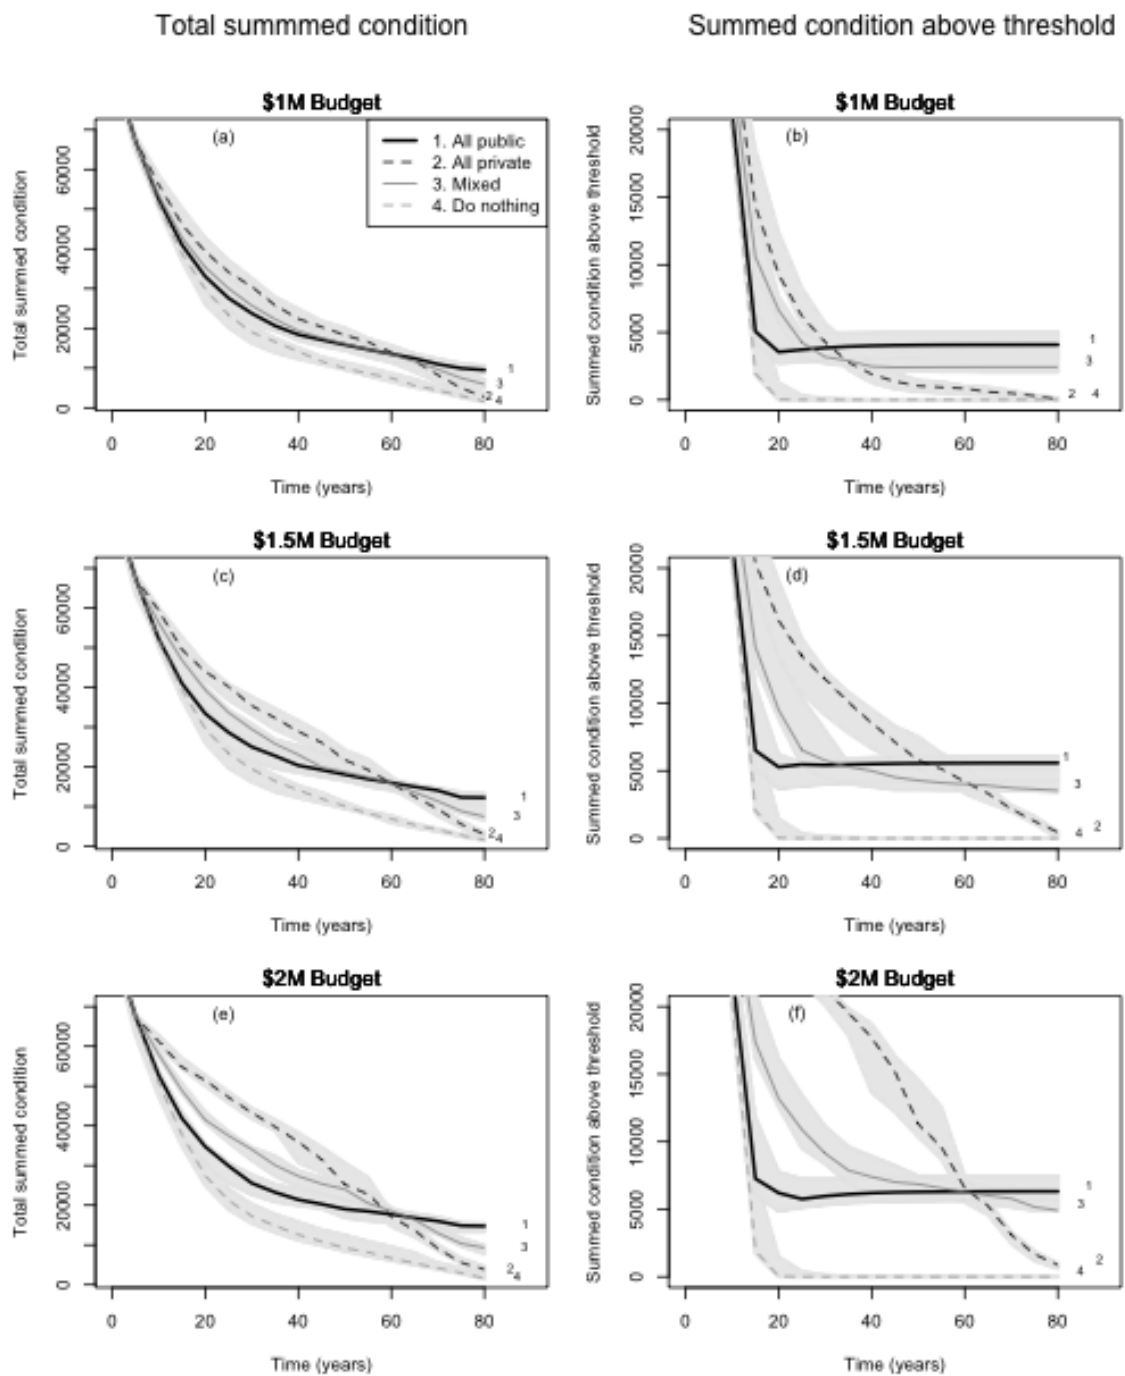 Total summmed condition
Summed condition above threshold
$1M Budget
(a)
1. All public
2. All private
3. Mixed
4. Do nothing
Total summed condition
0 20000 40000 60000
1
3
2
4
0 20 40 60 80
Time (years)
$1M Budget
(b)
Summed condition above threshold
0 5000 10000 15000 20000
1
3
2 4
0 20 40 60 80
Time (years)
$1.5M Budget
(c)
Total summed condition
0 20000 40000 60000
1
3
2
4
0 20 40 60 80
Time (years)
$1.5M Budget
(d)
Summed condition above threshold
0 5000 10000 15000 20000
1
3
4 2
0 20 40 60 80
Time (years)
$2M Budget
(e)
Total summed condition
0 20000 40000 60000
1
3
2
4
0 20 40 60 80
Time (years)
$2M Budget
(f)
Summed condition above threshold
0 5000 10000 15000 20000
1
3
2
4
0 20 40 60 80
Time (years)